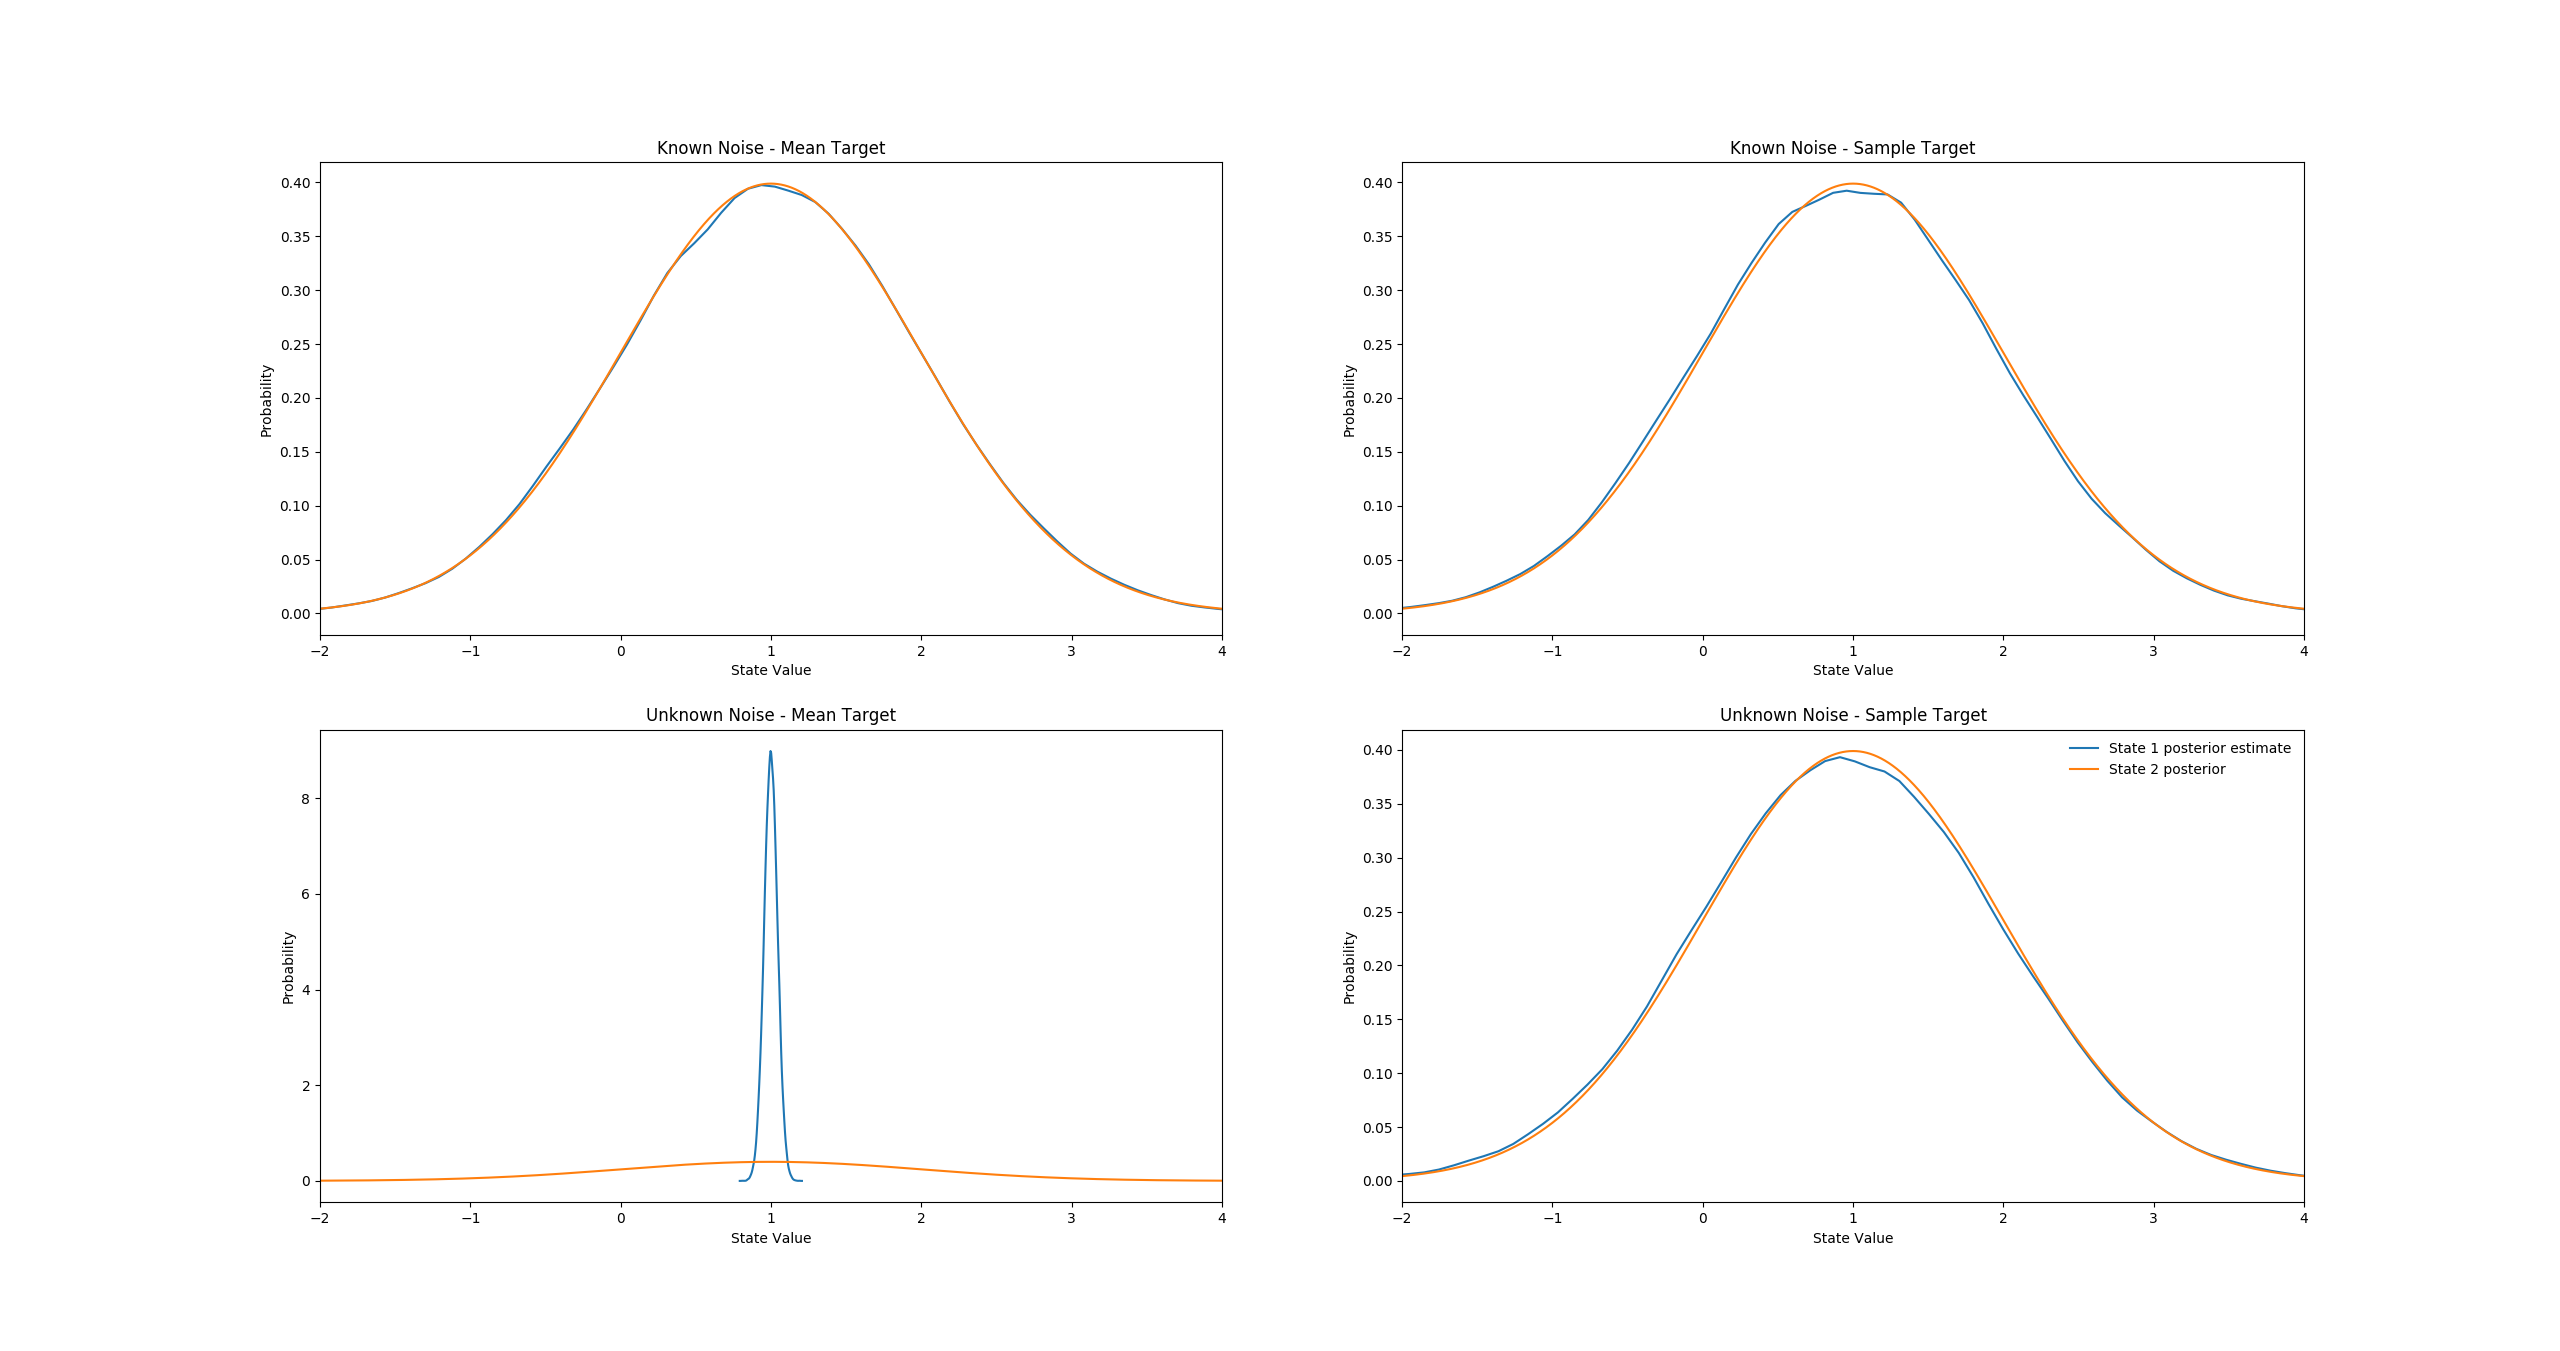 Known Noise - Mean Target
0.40
0.35
0.30
0.25
0.20
0.15
0.10
0.05
0.00
Probability
−2 −1 0 1 2 3 4
State Value
Known Noise - Sample Target
0.40
0.35
0.30
0.25
0.20
0.15
0.10
0.05
0.00
Probability
−2 −1 0 1 2 3 4
State Value
Unknown Noise - Mean Target
8
6
4
2
0
Probability
−2 −1 0 1 2 3 4
State Value
Unknown Noise - Sample Target
State 1 posterior estimate
State 2 posterior
0.40
0.35
0.30
0.25
0.20
0.15
0.10
0.05
0.00
Probability
−2 −1 0 1 2 3 4
State Value